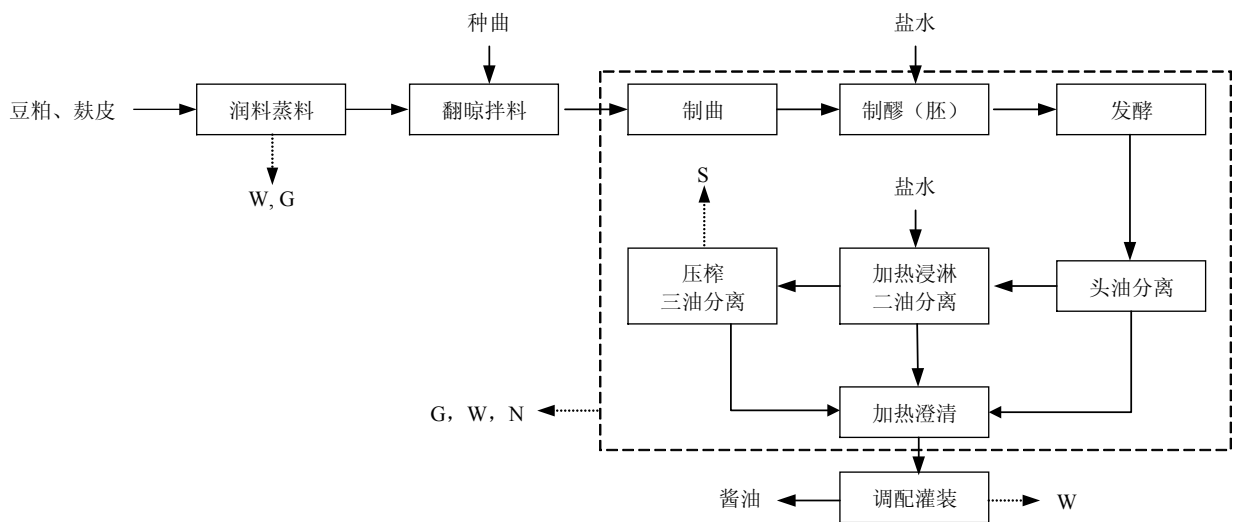 种曲
盐水
豆粕、麸皮
润料蒸料
翻晾拌料
制曲
制醪（胚）
发酵
W, G
S
盐水
压榨
三油分离
加热浸淋
二油分离
头油分离
G，W，N
加热澄清
酱油
调配灌装
W